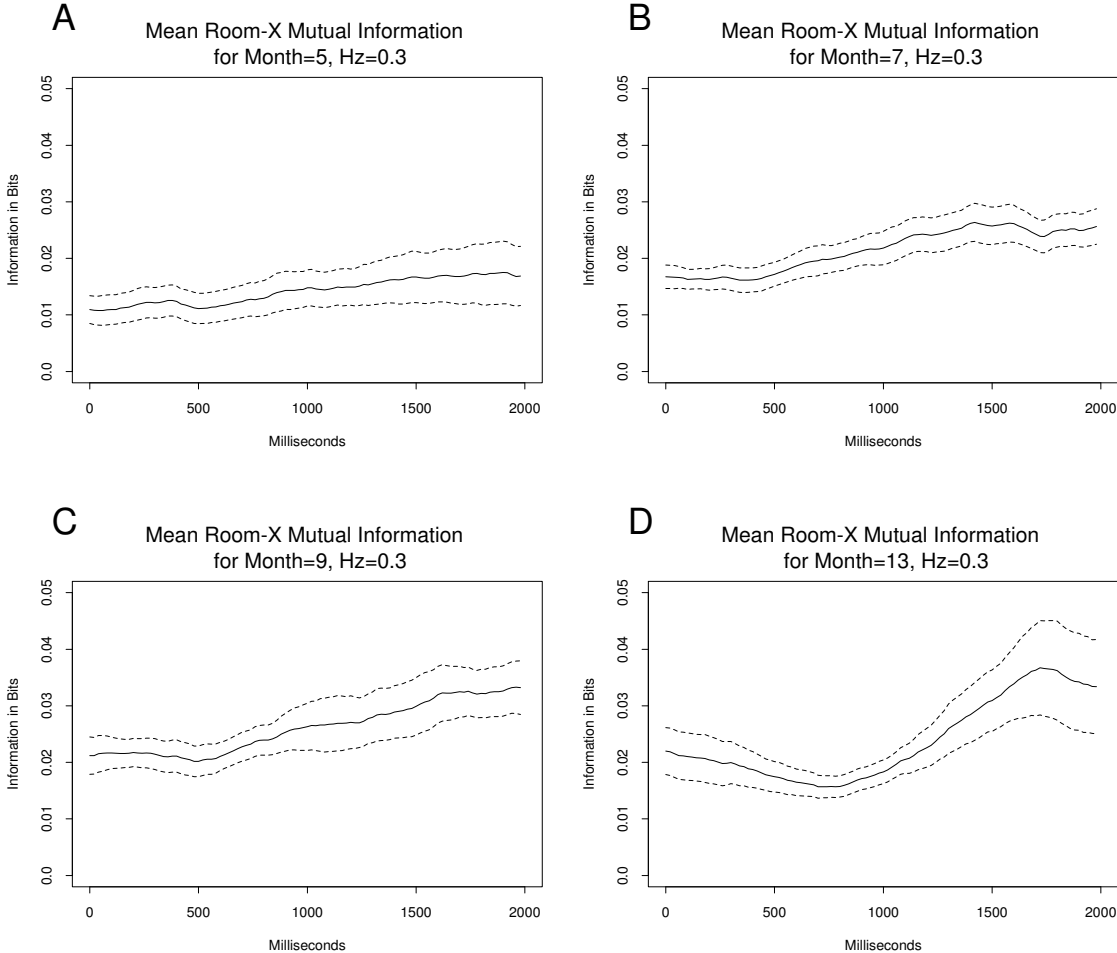 A
Mean Room-X Mutual Information
for Month=5, Hz=0.3
Information in Bits
0.05
0.04
0.03
0.02
0.01
0.0
0 500 1000 1500 2000
Milliseconds
B
Mean Room-X Mutual Information
for Month=7, Hz=0.3
Information in Bits
0.05
0.04
0.03
0.02
0.01
0.0
0 500 1000 1500 2000
Milliseconds
C
Mean Room-X Mutual Information
for Month=9, Hz=0.3
Information in Bits
0.05
0.04
0.03
0.02
0.01
0.0
0 500 1000 1500 2000
Milliseconds
D
Mean Room-X Mutual Information
for Month=13, Hz=0.3
Information in Bits
0.05
0.04
0.03
0.02
0.01
0.0
0 500 1000 1500 2000
Milliseconds